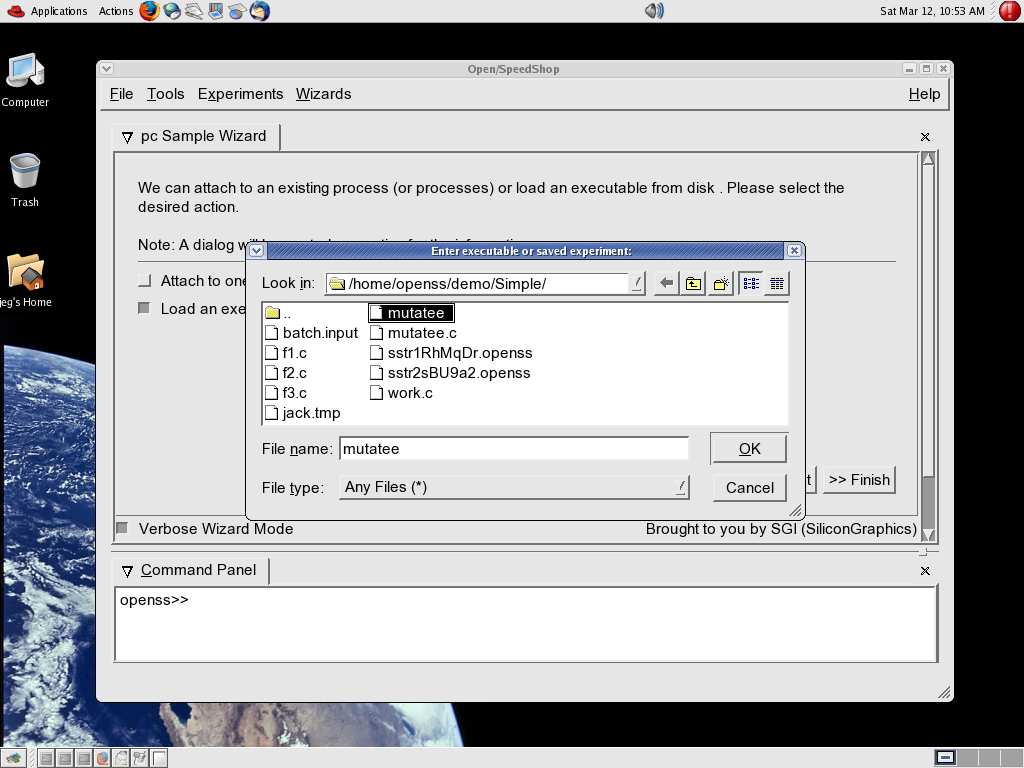 Applications Actions Sat Mar 12, 10:53 AM
Computer
Trash
jeg's Home
Open/SpeedShop
File Tools Experiments Wizards Help
pc Sample Wizard
We can attach to an existing process (or processes) or load an executable from disk . Please select the
desired action.
Note: A dialog
Attach to one
Load an exe
>> Finish
Verbose Wizard Mode Brought to you by SGI (SiliconGraphics)
Enter executable or saved experiment:
Look in: /home/openss/demo/Simple/
..
batch.input
f1.c
f2.c
f3.c
jack.tmp
mutatee
mutatee.c
sstr1RhMqDr.openss
sstr2sBU9a2.openss
work.c
File name: mutatee OK
File type: Any Files (*) Cancel
Command Panel
openss>>